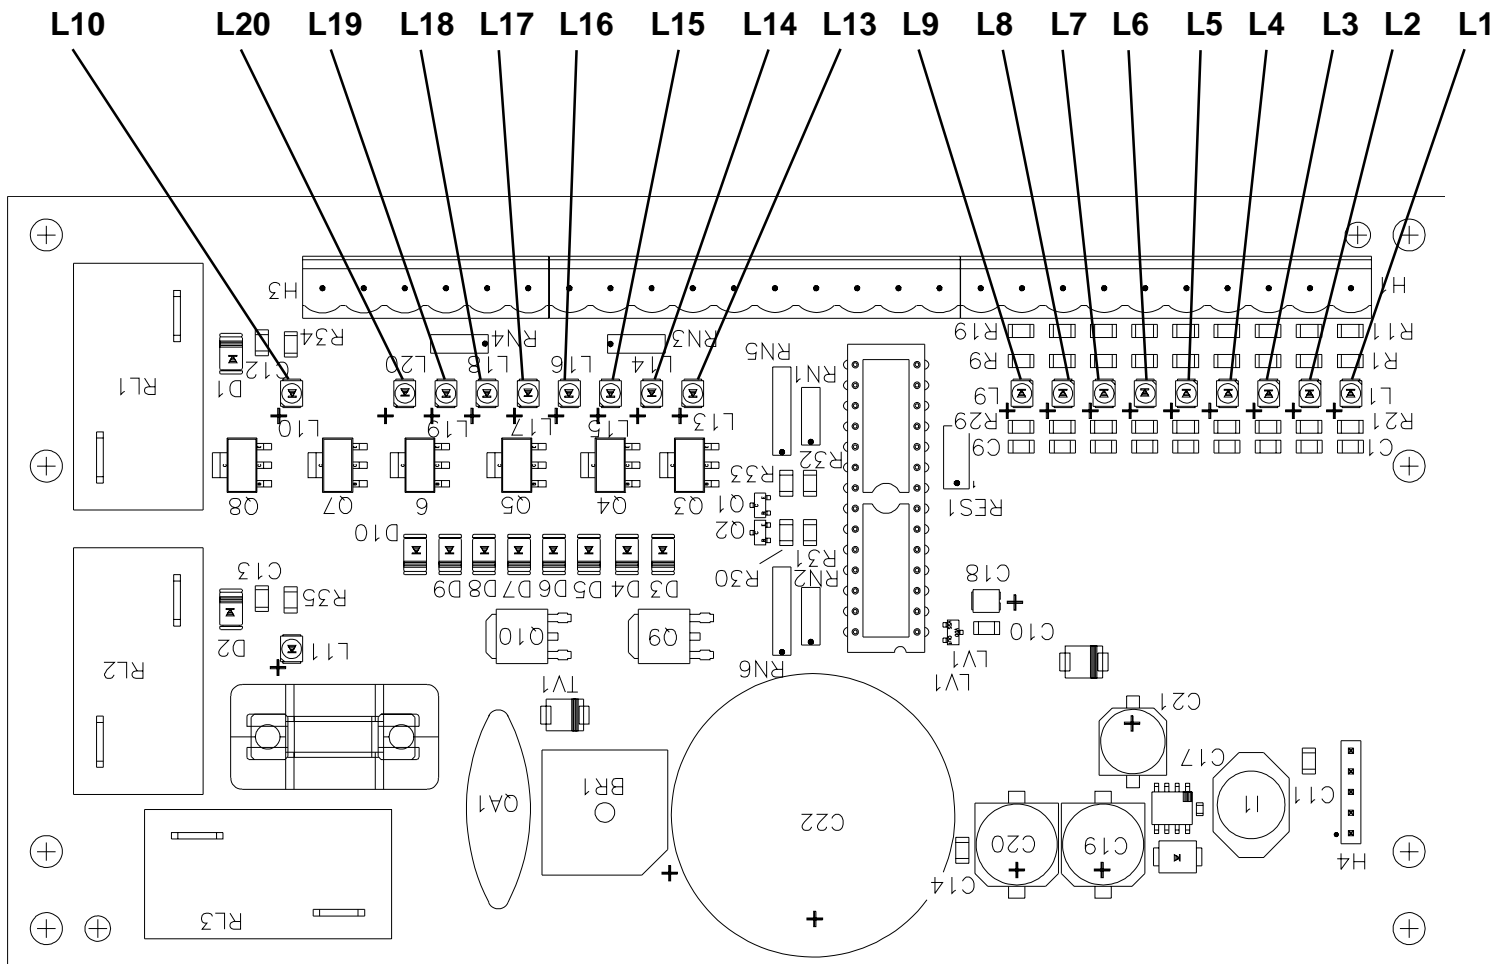 L10 L20 L19 L18 L17 L16 L15 L14 L13 L9 L8 L7 L6 L5 L4 L3 L2 L1
H3 H1
R34 RN4 RN3 R19 R11
C12 L20 L18 L16 L14 RN5 RN1 R9 R1
RL1 D1 L9 L1
L10 L19 L17 L15 L13 R29 R21
R33 R32 C9 C1
Q8 Q7 6 Q5 Q4 Q3 Q1 RES1
D10 Q2
R30 R31
C13 R35 D9 D8 D7 D6 D5 D4 D3 RN2 C18
D2 L11 Q10 Q9 C10
RL2 TV1 RN6 LV1 LV1
C21
QA1 BR1 C17 C11
C22 I1
C20 C19 H4
C14
RL3